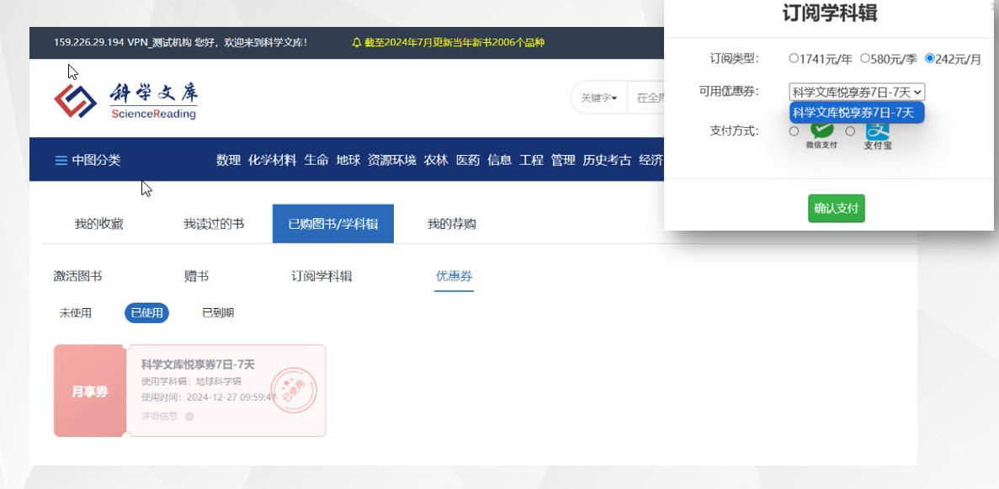 159.226.29.194 VPN_测试机构 您好，欢迎来到科学文库！
截至2024年7月更新当年新书2006个品种
科学文库
ScienceReading
关键字
在全
中图分类
数理 化学材料 生命 地球 资源环境 农林 医药 信息 工程 管理 历史考古 经济
我的收藏 我读过的书 已购图书/学科辑 我的荐购
激活图书 赠书 订阅学科辑 优惠券
未使用 已使用 已到期
月享券
科学文库悦享券7日-7天
使用学科辑：地球科学辑
使用时间：2024-12-27 09:59:41
详细信息
已使用
订阅学科辑
订阅类型： 1741元/年 580元/季 242元/月
可用优惠券： 科学文库悦享券7日-7天
科学文库悦享券7日-7天
支付方式： 微信支付 支付宝
确认支付